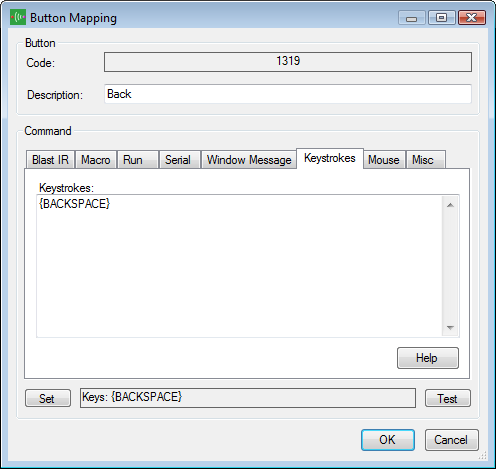 Button Mapping
Button
Code: 1319
Description: Back
Command
Blast IR Macro Run Serial Window Message Keystrokes Mouse Misc
Keystrokes:
{BACKSPACE}
Help
Set Keys: {BACKSPACE} Test
OK Cancel